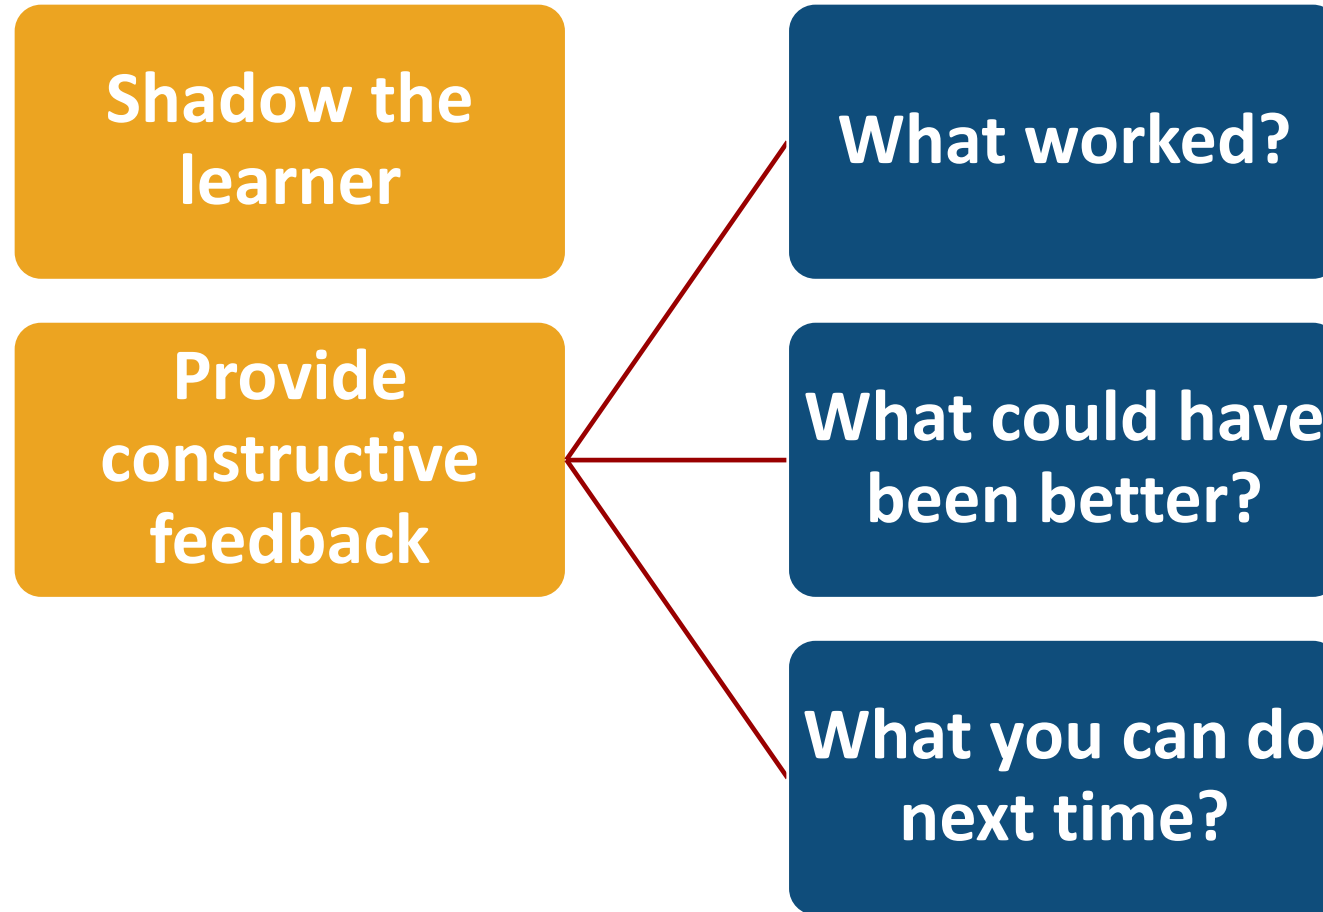 Shadow the
learner
Provide
constructive
feedback
What worked?
What could have
been better?
What you can do
next time?